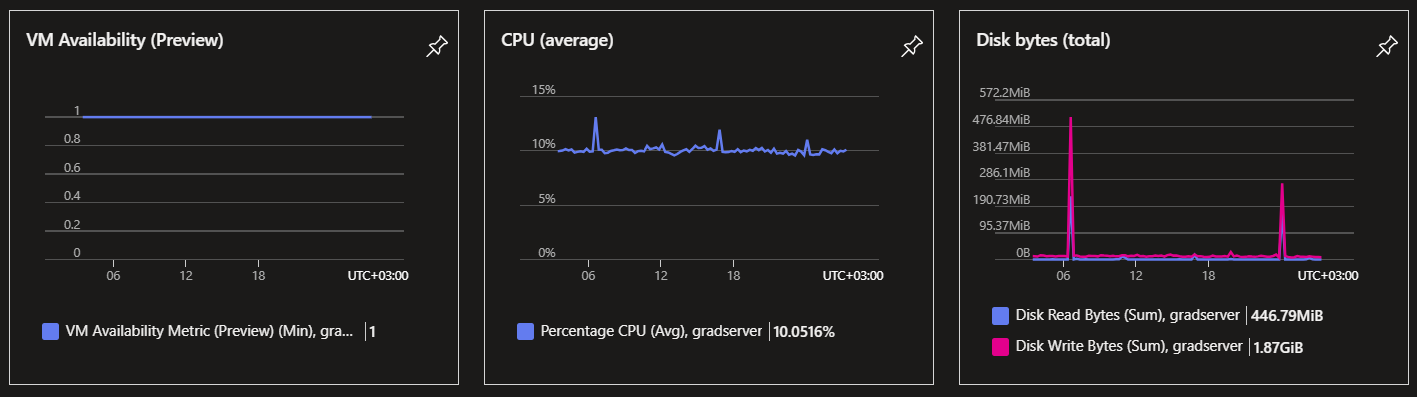 VM Availability (Preview)
1
0.8
0.6
0.4
0.2
0
06 12 18 UTC+03:00
VM Availability Metric (Preview) (Min), gra... 1
CPU (average)
15%
10%
5%
0%
06 12 18 UTC+03:00
Percentage CPU (Avg), gradserver 10.0516%
Disk bytes (total)
572.2MiB
476.84MiB
381.47MiB
286.1MiB
190.73MiB
95.37MiB
0B
06 12 18 UTC+03:00
Disk Read Bytes (Sum), gradserver 446.79MiB
Disk Write Bytes (Sum), gradserver 1.87GiB